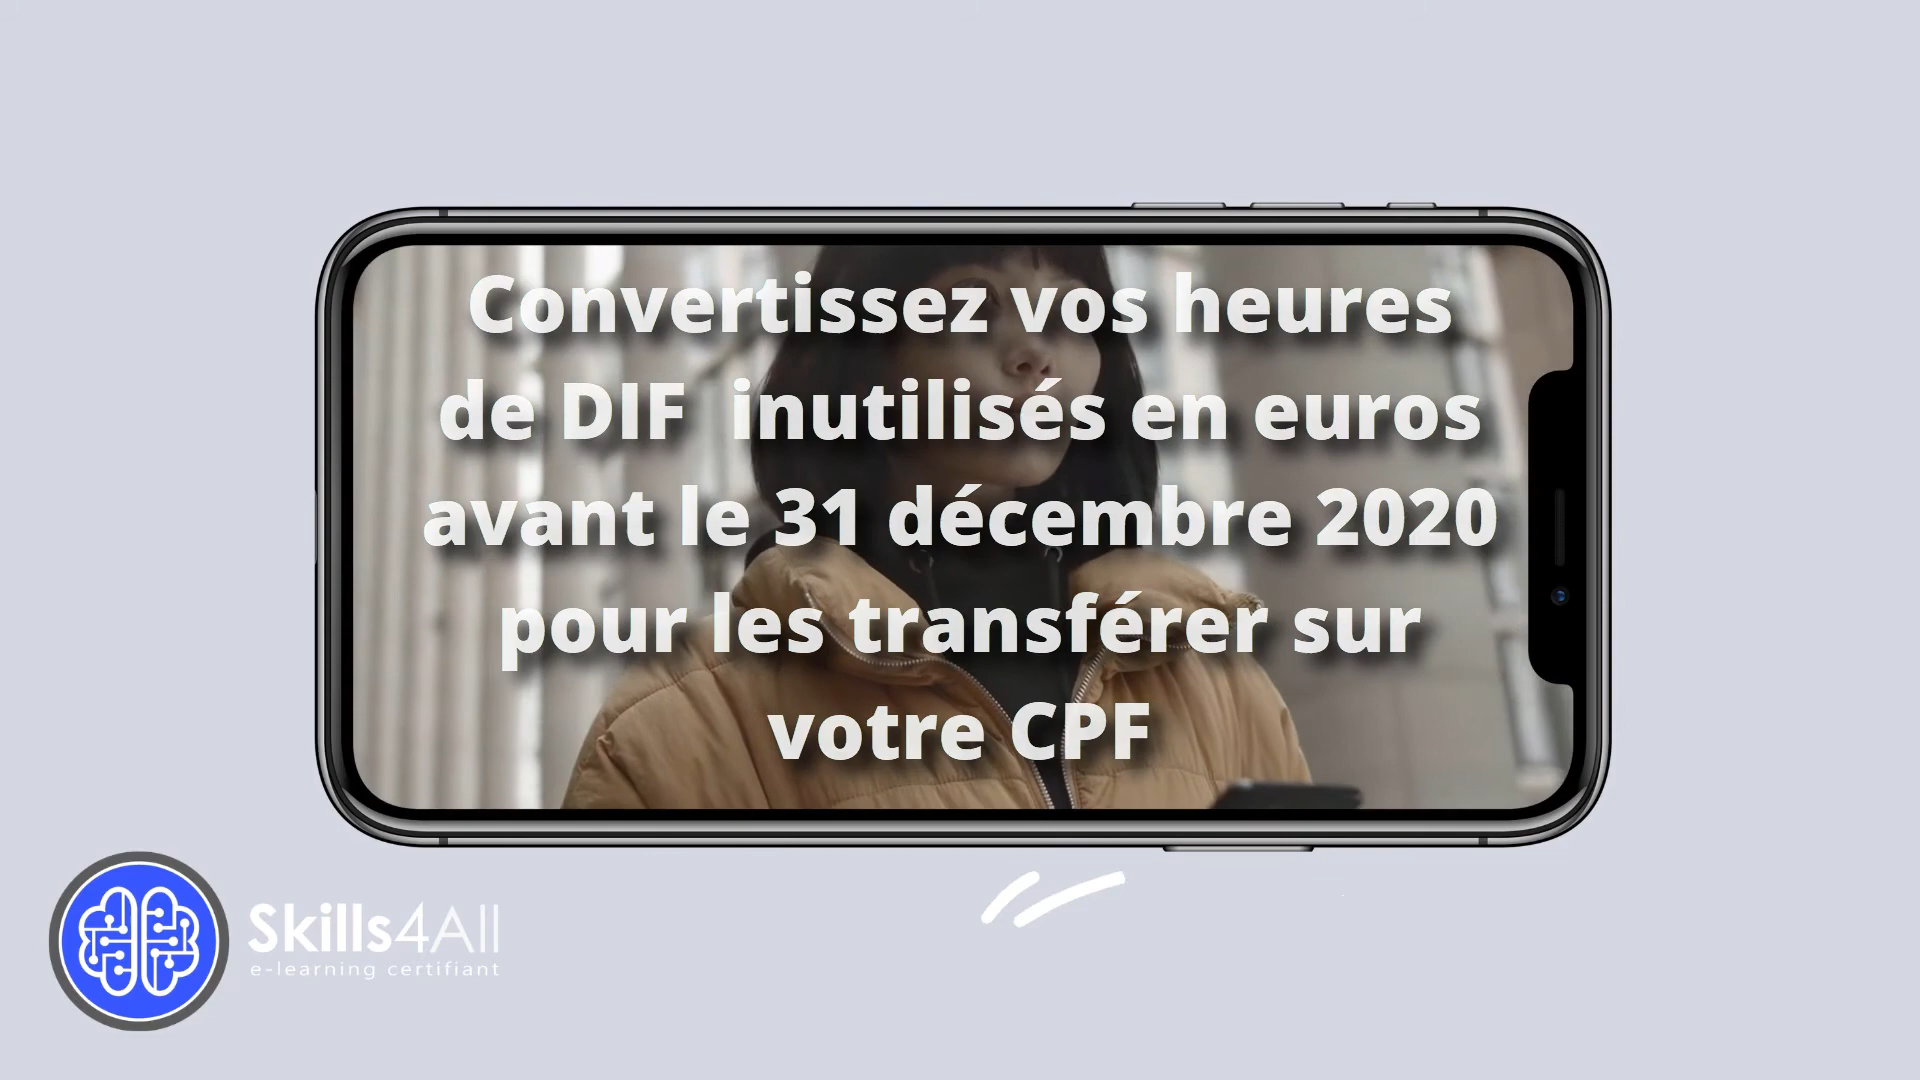 Convertissez vos heures
de DIF  inutilisés en euros
avant le 31 décembre 2020
pour les transférer sur
votre CPF
Skills4All
e-learning certifiant